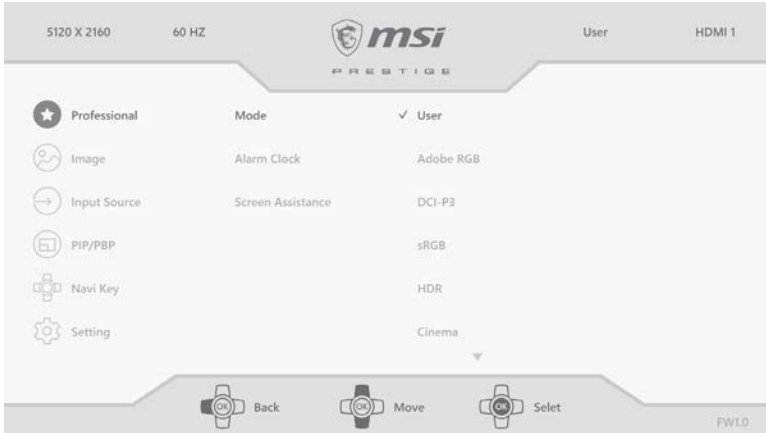 5120 X 2160 60 HZ msi User HDMI 1
PRESTIGE
Professional Mode ✓ User
Image Alarm Clock Adobe RGB
Input Source Screen Assistance DCI-P3
PIP/PBP sRGB
Navi Key HDR
Setting Cinema
OK Back OK Move OK Selet
FW1.0